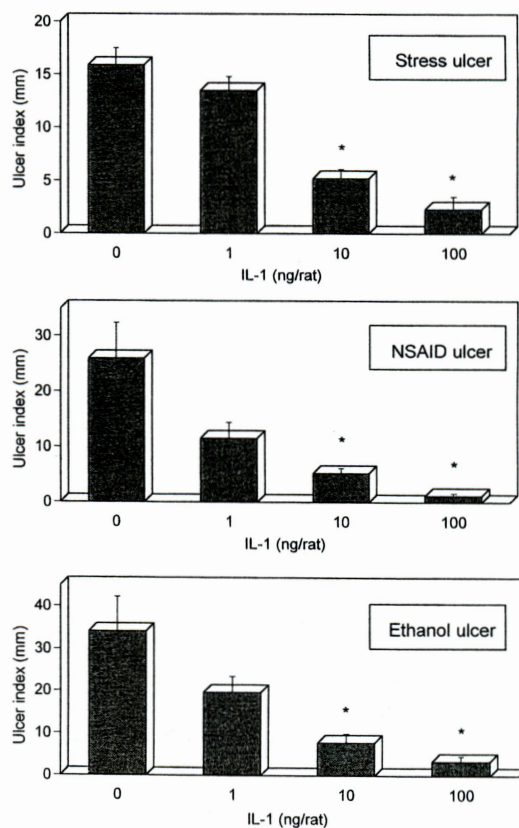 20
15
10
5
0
Ulcer index (mm)
Stress ulcer
*
*
0 1 10 100
IL-1 (ng/rat)
30
20
10
0
Ulcer index (mm)
NSAID ulcer
*
*
0 1 10 100
IL-1 (ng/rat)
40
30
20
10
0
Ulcer index (mm)
Ethanol ulcer
*
*
0 1 10 100
IL-1 (ng/rat)